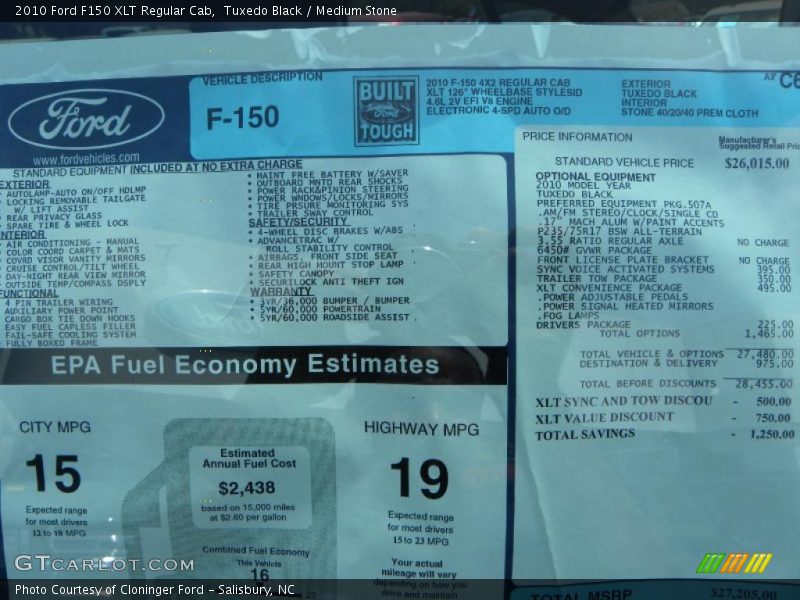 2010 Ford F150 XLT Regular Cab, Tuxedo Black / Medium Stone
Ford
www.fordvehicles.com
VEHICLE DESCRIPTION
F-150
BUILT
Ford
TOUGH
2010 F-150 4X2 REGULAR CAB
XLT 126" WHEELBASE STYLESID
4.6L 2V EFI V8 ENGINE
ELECTRONIC 4-SPD AUTO O/D
EXTERIOR
TUXEDO BLACK
INTERIOR
STONE 40/20/40 PREM CLOTH
STANDARD EQUIPMENT INCLUDED AT NO EXTRA CHARGE
EXTERIOR
• AUTOLAMP-AUTO ON/OFF HDLMP
• LOCKING REMOVABLE TAILGATE
W/ LIFT ASSIST
• REAR PRIVACY GLASS
• SPARE TIRE & WHEEL LOCK
INTERIOR
• AIR CONDITIONING - MANUAL
• COLOR COORD CARPET & MATS
• COVRD VISOR VANITY MIRRORS
• CRUISE CONTROL/TILT WHEEL
• DAY-NIGHT REAR VIEW MIRROR
• OUTSIDE TEMP/COMPASS DSPLY
FUNCTIONAL
• 4 PIN TRAILER WIRING
AUXILIARY POWER POINT
CARGO BOX TIE DOWN HOOKS
EASY FUEL CAPLESS FILLER
FAIL-SAFE COOLING SYSTEM
FULLY BOXED FRAME
• MAINT FREE BATTERY W/SAVER
• OUTBOARD MNTD REAR SHOCKS
• POWER RACK&PINION STEERING
• POWER WINDOWS/LOCKS/MIRRORS
• TIRE PRSURE MONITORING SYS
• TRAILER SWAY CONTROL
SAFETY/SECURITY
• 4-WHEEL DISC BRAKES W/ABS
• ADVANCETRAC W/
ROLL STABILITY CONTROL
• AIRBAGS, FRONT SIDE SEAT
• REAR HIGH MOUNT STOP LAMP
• SAFETY CANOPY
• SECURILOCK ANTI THEFT IGN
WARRANTY
• 3YR/36,000 BUMPER / BUMPER
• 5YR/60,000 POWERTRAIN
• 5YR/60,000 ROADSIDE ASSIST
PRICE INFORMATION
Manufacturer's
Suggested Retail Price
STANDARD VEHICLE PRICE $26,015.00
OPTIONAL EQUIPMENT
2010 MODEL YEAR
TUXEDO BLACK
PREFERRED EQUIPMENT PKG.507A
.AM/FM STEREO/CLOCK/SINGLE CD
.17" MACH ALUM W/PAINT ACCENTS
P235/75R17 BSW ALL-TERRAIN
3.55 RATIO REGULAR AXLE NO CHARGE
6450# GVWR PACKAGE
FRONT LICENSE PLATE BRACKET NO CHARGE
SYNC VOICE ACTIVATED SYSTEMS 395.00
TRAILER TOW PACKAGE 350.00
XLT CONVENIENCE PACKAGE 495.00
.POWER ADJUSTABLE PEDALS
.POWER SIGNAL HEATED MIRRORS
.FOG LAMPS
DRIVERS PACKAGE 225.00
TOTAL OPTIONS 1,465.00
TOTAL VEHICLE & OPTIONS 27,480.00
DESTINATION & DELIVERY 975.00
TOTAL BEFORE DISCOUNTS 28,455.00
XLT SYNC AND TOW DISCOU - 500.00
XLT VALUE DISCOUNT - 750.00
TOTAL SAVINGS - 1,250.00
TOTAL MSRP $27,205.00
EPA Fuel Economy Estimates
CITY MPG
15
Expected range
for most drivers
12 to 18 MPG
Estimated
Annual Fuel Cost
$2,438
based on 15,000 miles
at $2.60 per gallon
Combined Fuel Economy
This Vehicle
16
HIGHWAY MPG
19
Expected range
for most drivers
15 to 23 MPG
Your actual
mileage will vary
depending on how you
drive and maintain
GTcarlot.com
Photo Courtesy of Cloninger Ford - Salisbury, NC